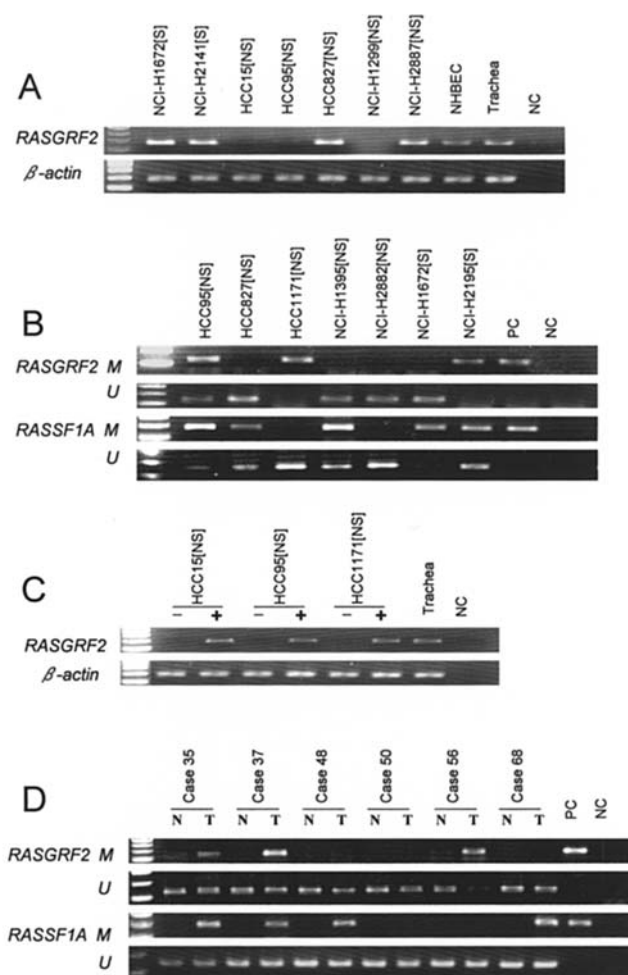 A
NCI-H1672[S]
NCI-H2141[S]
HCC15[NS]
HCC95[NS]
HCC827[NS]
NCI-H1299[NS]
NCI-H2887[NS]
NHBEC
Trachea
NC
RASGRF2
β-actin
B
HCC95[NS]
HCC827[NS]
HCC1171[NS]
NCI-H1395[NS]
NCI-H2882[NS]
NCI-H1672[S]
NCI-H2195[S]
PC
NC
RASGRF2 M
U
RASSF1A M
U
C
HCC15[NS]
HCC95[NS]
HCC1171[NS]
Trachea
NC
− + − + − +
RASGRF2
β-actin
D
Case 35
Case 37
Case 48
Case 50
Case 56
Case 68
PC
NC
N T N T N T N T N T N T
RASGRF2 M
U
RASSF1A M
U